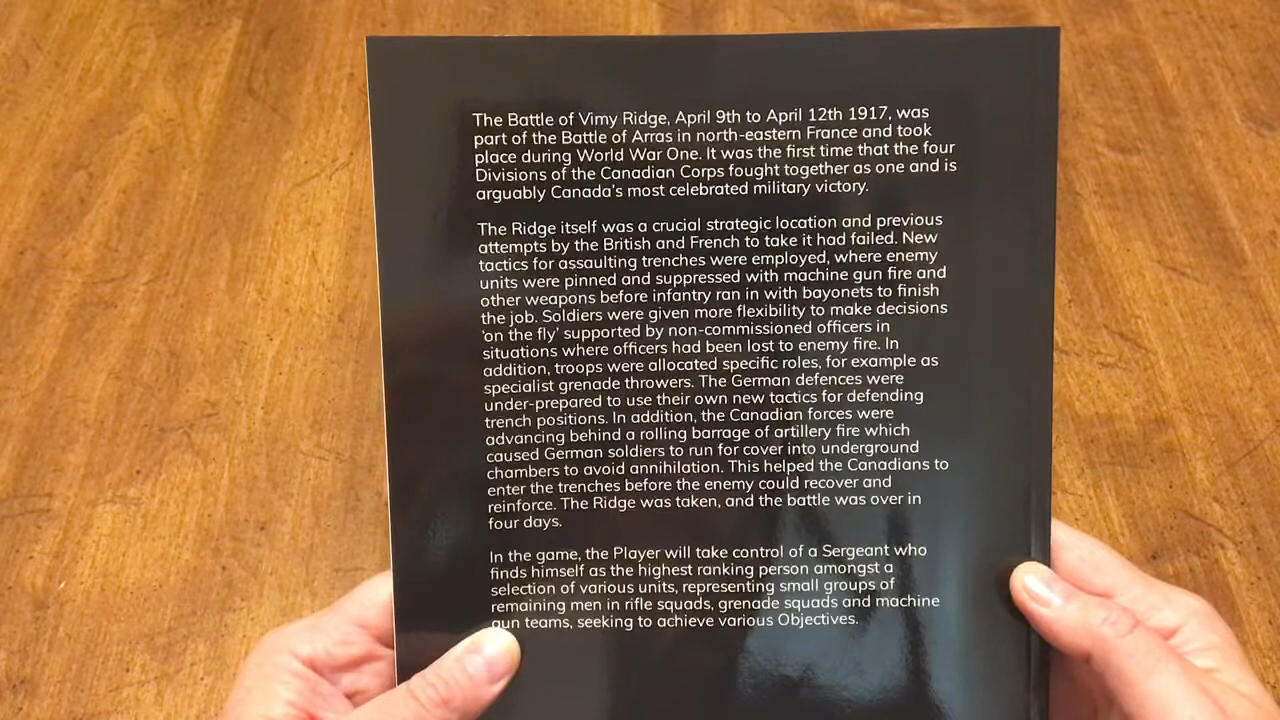 The Battle of Vimy Ridge, April 9th to April 12th 1917, was
part of the Battle of Arras in north-eastern France and took
place during World War One. It was the first time that the four
Divisions of the Canadian Corps fought together as one and is
arguably Canada's most celebrated military victory.
The Ridge itself was a crucial strategic location and previous
attempts by the British and French to take it had failed. New
tactics for assaulting trenches were employed, where enemy
units were pinned and suppressed with machine gun fire and
other weapons before infantry ran in with bayonets to finish
the job. Soldiers were given more flexibility to make decisions
'on the fly' supported by non-commissioned officers in
situations where officers had been lost to enemy fire. In
addition, troops were allocated specific roles, for example as
specialist grenade throwers. The German defences were
under-prepared to use their own new tactics for defending
trench positions. In addition, the Canadian forces were
advancing behind a rolling barrage of artillery fire which
caused German soldiers to run for cover into underground
chambers to avoid annihilation. This helped the Canadians to
enter the trenches before the enemy could recover and
reinforce. The Ridge was taken, and the battle was over in
four days.
In the game, the Player will take control of a Sergeant who
finds himself as the highest ranking person amongst a
selection of various units, representing small groups of
remaining men in rifle squads, grenade squads and machine
gun teams, seeking to achieve various Objectives.